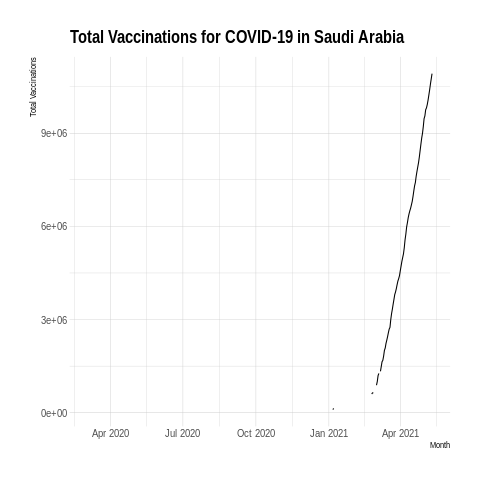 Total Vaccinations for COVID-19 in Saudi Arabia
Total Vaccinations
9e+06
6e+06
3e+06
0e+00
Apr 2020 Jul 2020 Oct 2020 Jan 2021 Apr 2021
Month